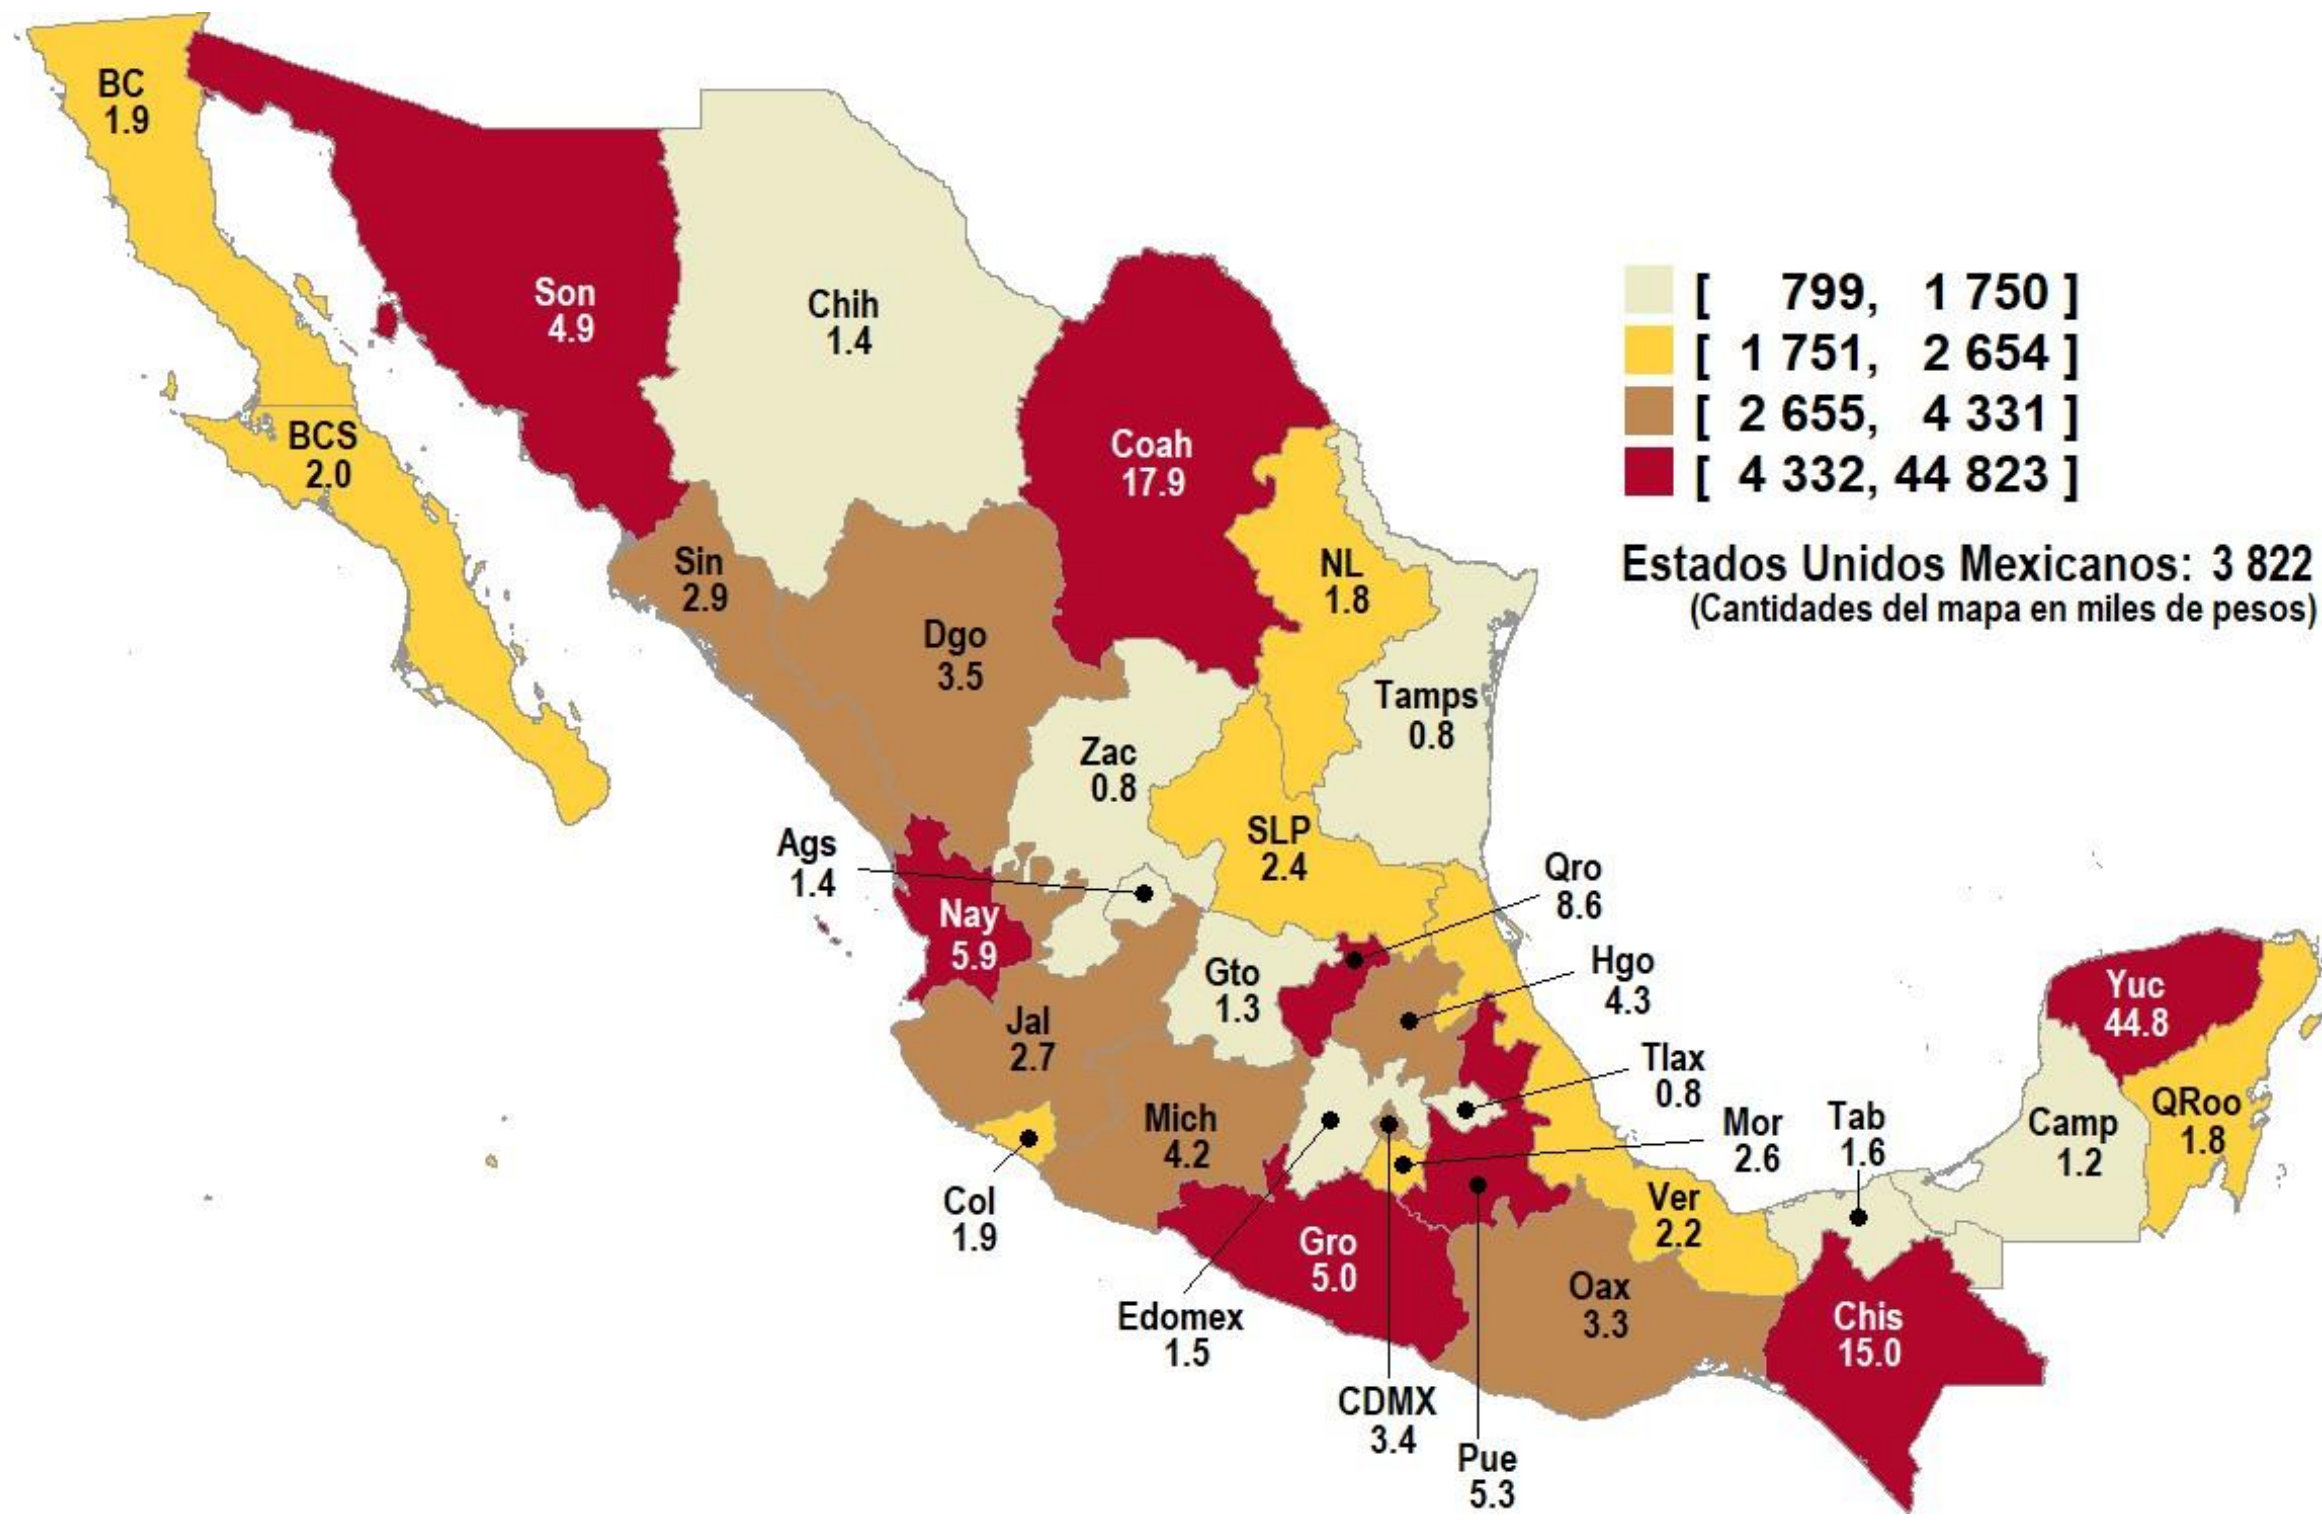 BC
1.9
Son
4.9
Chih
1.4
BCS
2.0
Coah
17.9
Sin
2.9
NL
1.8
Dgo
3.5
Tamps
0.8
Zac
0.8
Ags
1.4
SLP
2.4
Qro
8.6
Nay
5.9
Gto
1.3
Hgo
4.3
Jal
2.7
Tlax
0.8
Mich
4.2
Mor
2.6
Tab
1.6
Yuc
44.8
Camp
1.2
QRoo
1.8
Col
1.9
Ver
2.2
Gro
5.0
Oax
3.3
Edomex
1.5
Chis
15.0
CDMX
3.4
Pue
5.3
[ 799, 1 750 ]
[ 1 751, 2 654 ]
[ 2 655, 4 331 ]
[ 4 332, 44 823 ]
Estados Unidos Mexicanos: 3 822
(Cantidades del mapa en miles de pesos)